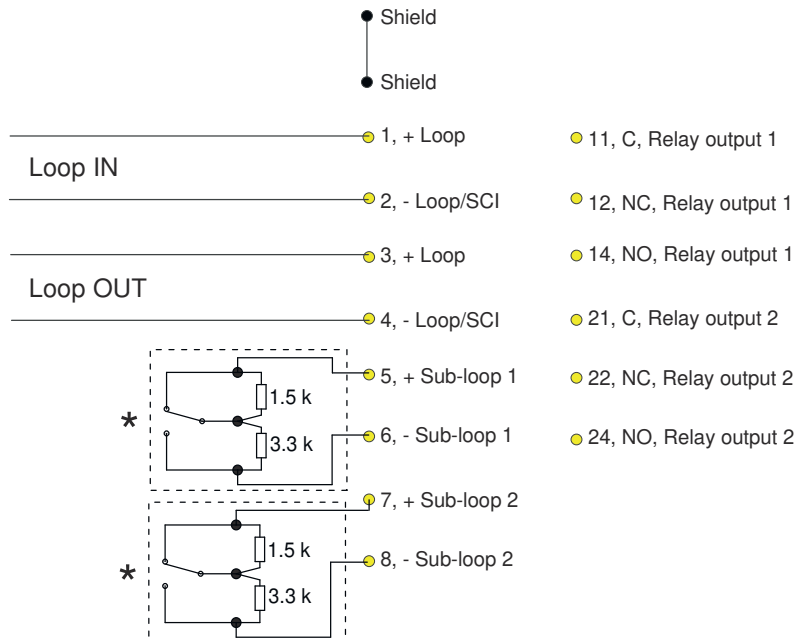 Shield
Shield
1, + Loop
11, C, Relay output 1
Loop IN
2, - Loop/SCI
12, NC, Relay output 1
3, + Loop
14, NO, Relay output 1
Loop OUT
4, - Loop/SCI
21, C, Relay output 2
5, + Sub-loop 1
22, NC, Relay output 2
1.5 k
*
6, - Sub-loop 1
24, NO, Relay output 2
3.3 k
7, + Sub-loop 2
1.5 k
8, - Sub-loop 2
*
3.3 k